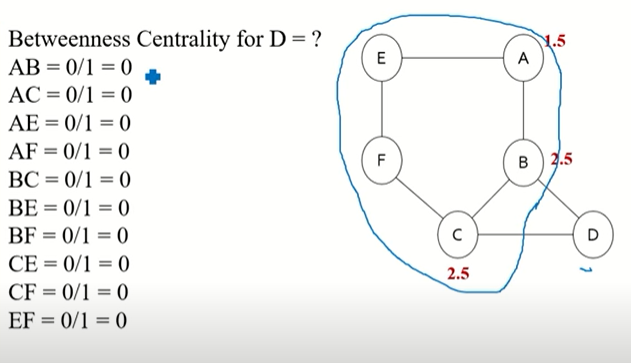 Betweenness Centrality for D = ?
AB = 0/1 = 0
AC = 0/1 = 0
AE = 0/1 = 0
AF = 0/1 = 0
BC = 0/1 = 0
BE = 0/1 = 0
BF = 0/1 = 0
CE = 0/1 = 0
CF = 0/1 = 0
EF = 0/1 = 0
E
A
1.5
F
B
2.5
C
D
2.5